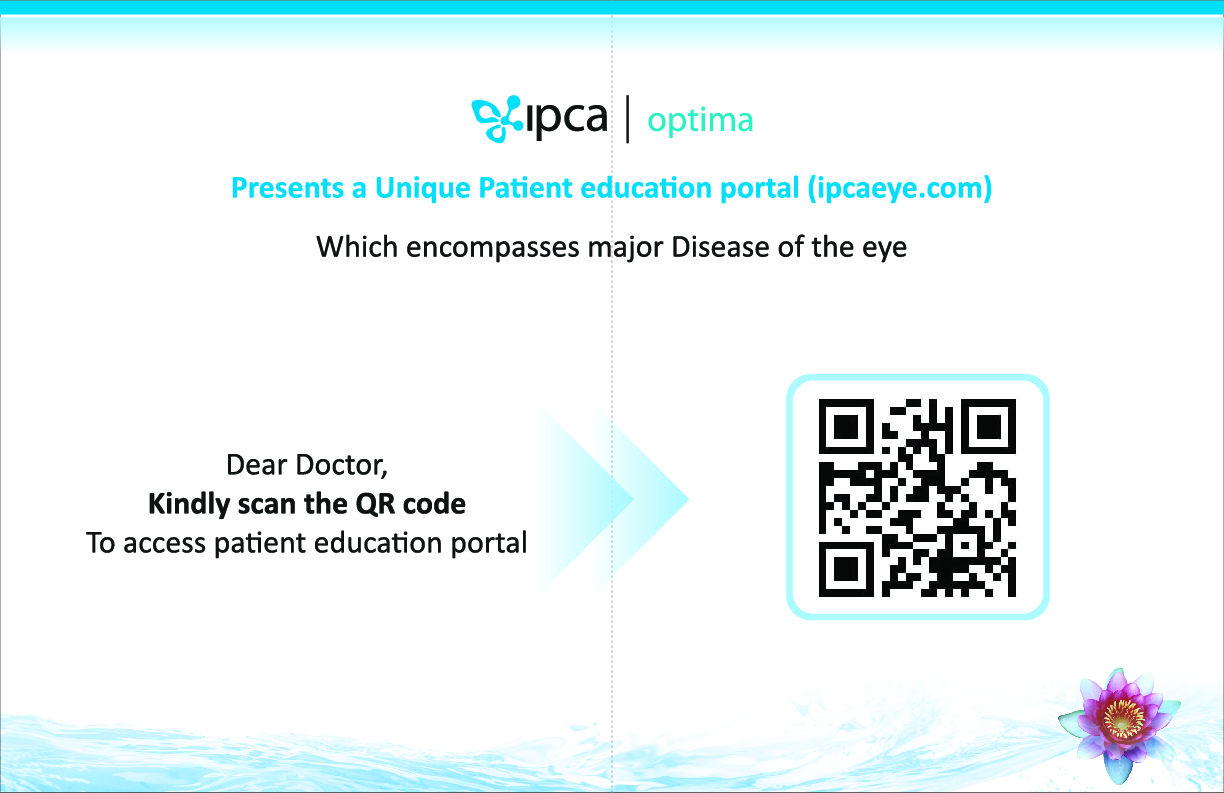 ipca | optima
Presents a Unique Patient education portal (ipcaeye.com)
Which encompasses major Disease of the eye
Dear Doctor,
Kindly scan the QR code
To access patient education portal